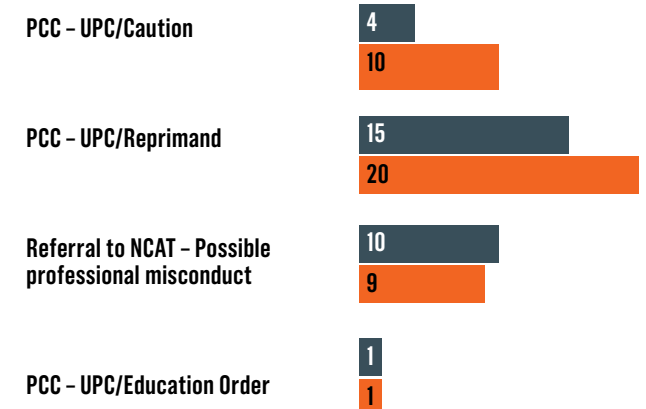 PCC – UPC/Caution
4
10
PCC – UPC/Reprimand
15
20
Referral to NCAT – Possible
professional misconduct
10
9
PCC – UPC/Education Order
1
1